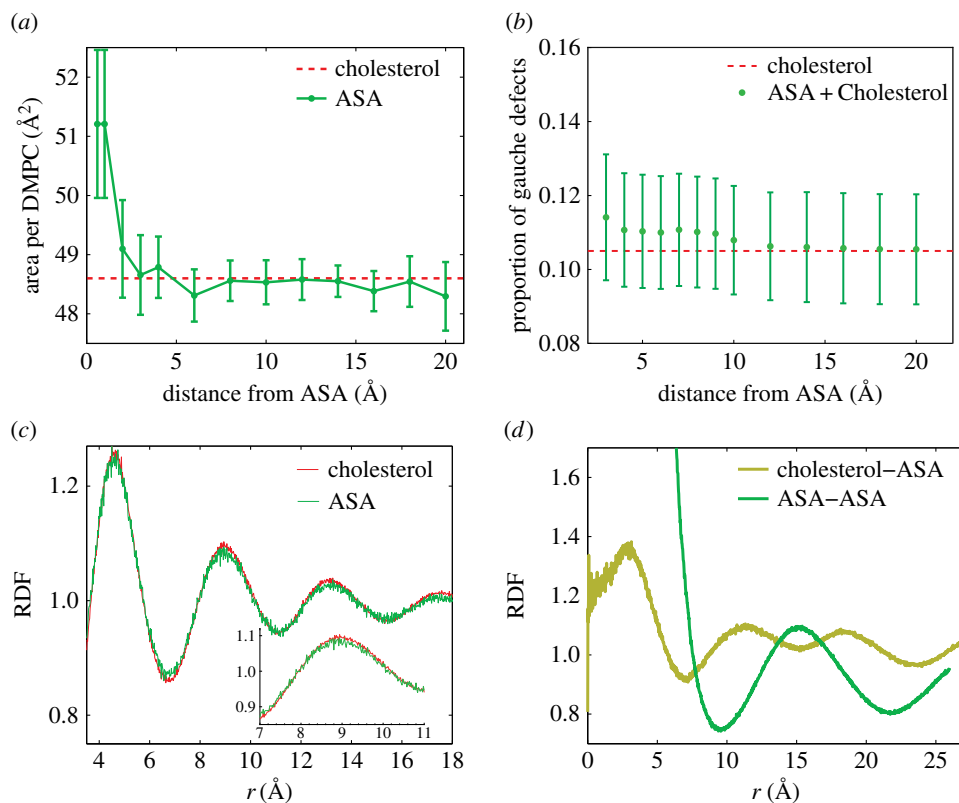 (a)
52
51
50
49
48
area per DMPC (Å²)
cholesterol
ASA
0 5 10 15 20
distance from ASA (Å)
(b)
0.16
0.14
0.12
0.10
0.08
proportion of gauche defects
cholesterol
ASA + Cholesterol
5 10 15 20
distance from ASA (Å)
(c)
1.2
1.0
0.8
RDF
cholesterol
ASA
1.1
1.0
0.9
7 8 9 10 11
4 6 8 10 12 14 16 18
r (Å)
(d)
1.6
1.4
1.2
1.0
0.8
RDF
cholesterol–ASA
ASA–ASA
0 5 10 15 20 25
r (Å)